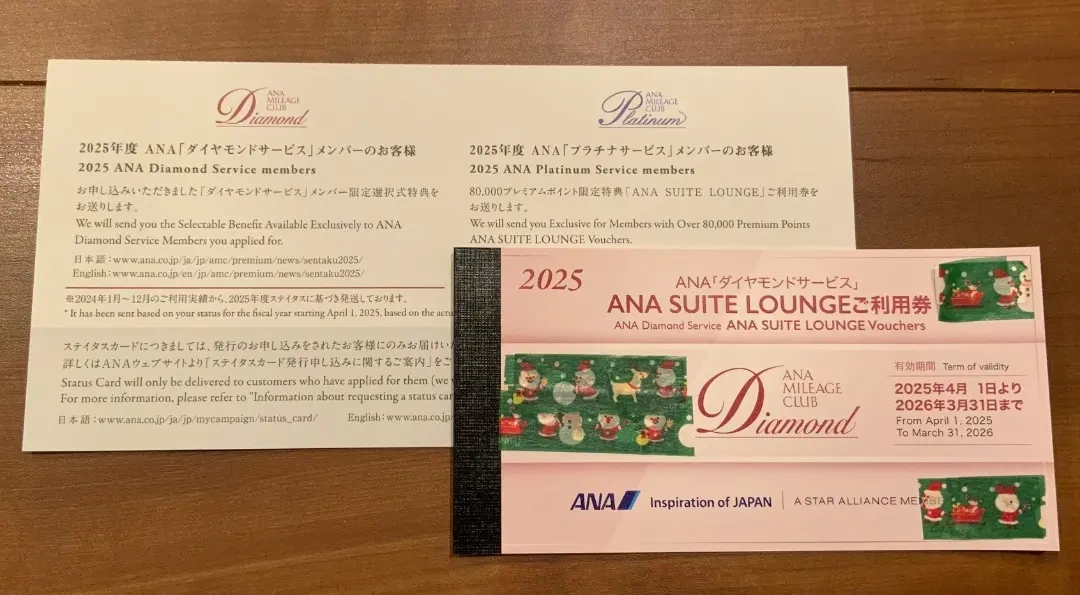 ANA
MILEAGE
CLUB
Diamond
2025年度 ANA「ダイヤモンドサービス」メンバーのお客様
2025 ANA Diamond Service members
お申し込みいただきました「ダイヤモンドサービス」メンバー限定選択式特典を
お送りします。
We will send you the Selectable Benefit Available Exclusively to ANA
Diamond Service Members you applied for.
日本語：www.ana.co.jp/ja/jp/amc/premium/news/sentaku2025/
English：www.ana.co.jp/en/jp/amc/premium/news/sentaku2025/
※2024年1月～12月のご利用実績から、2025年度ステイタスに基づき発送しております。
* It has been sent based on your status for the fiscal year starting April 1, 2025, based on the
ANA
MILEAGE
CLUB
Platinum
2025年度 ANA「プラチナサービス」メンバーのお客様
2025 ANA Platinum Service members
80,000プレミアムポイント限定特典「ANA SUITE LOUNGE」ご利用券を
お送りします。
We will send you Exclusive for Members with Over 80,000 Premium Points
ANA SUITE LOUNGE Vouchers.
ステイタスカードにつきましては、発行のお申し込みをされたお客様にのみお届けい
詳しくはANAウェブサイトより「ステイタスカード発行申し込みに関するご案内」をご
Status Card will only be delivered to customers who have applied for them (we
For more information, please refer to "Information about requesting a status
日本語：www.ana.co.jp/ja/jp/mycampaign/status_card/ English：www.ana.co.jp
2025
ANA「ダイヤモンドサービス」
ANA SUITE LOUNGEご利用券
ANA Diamond Service ANA SUITE LOUNGE Vouchers
ANA
MILEAGE
CLUB
Diamond
有効期間 Term of validity
2025年4月 1日より
2026年3月31日まで
From April 1, 2025
To March 31, 2026
ANA Inspiration of JAPAN A STAR ALLIANCE MEMBE